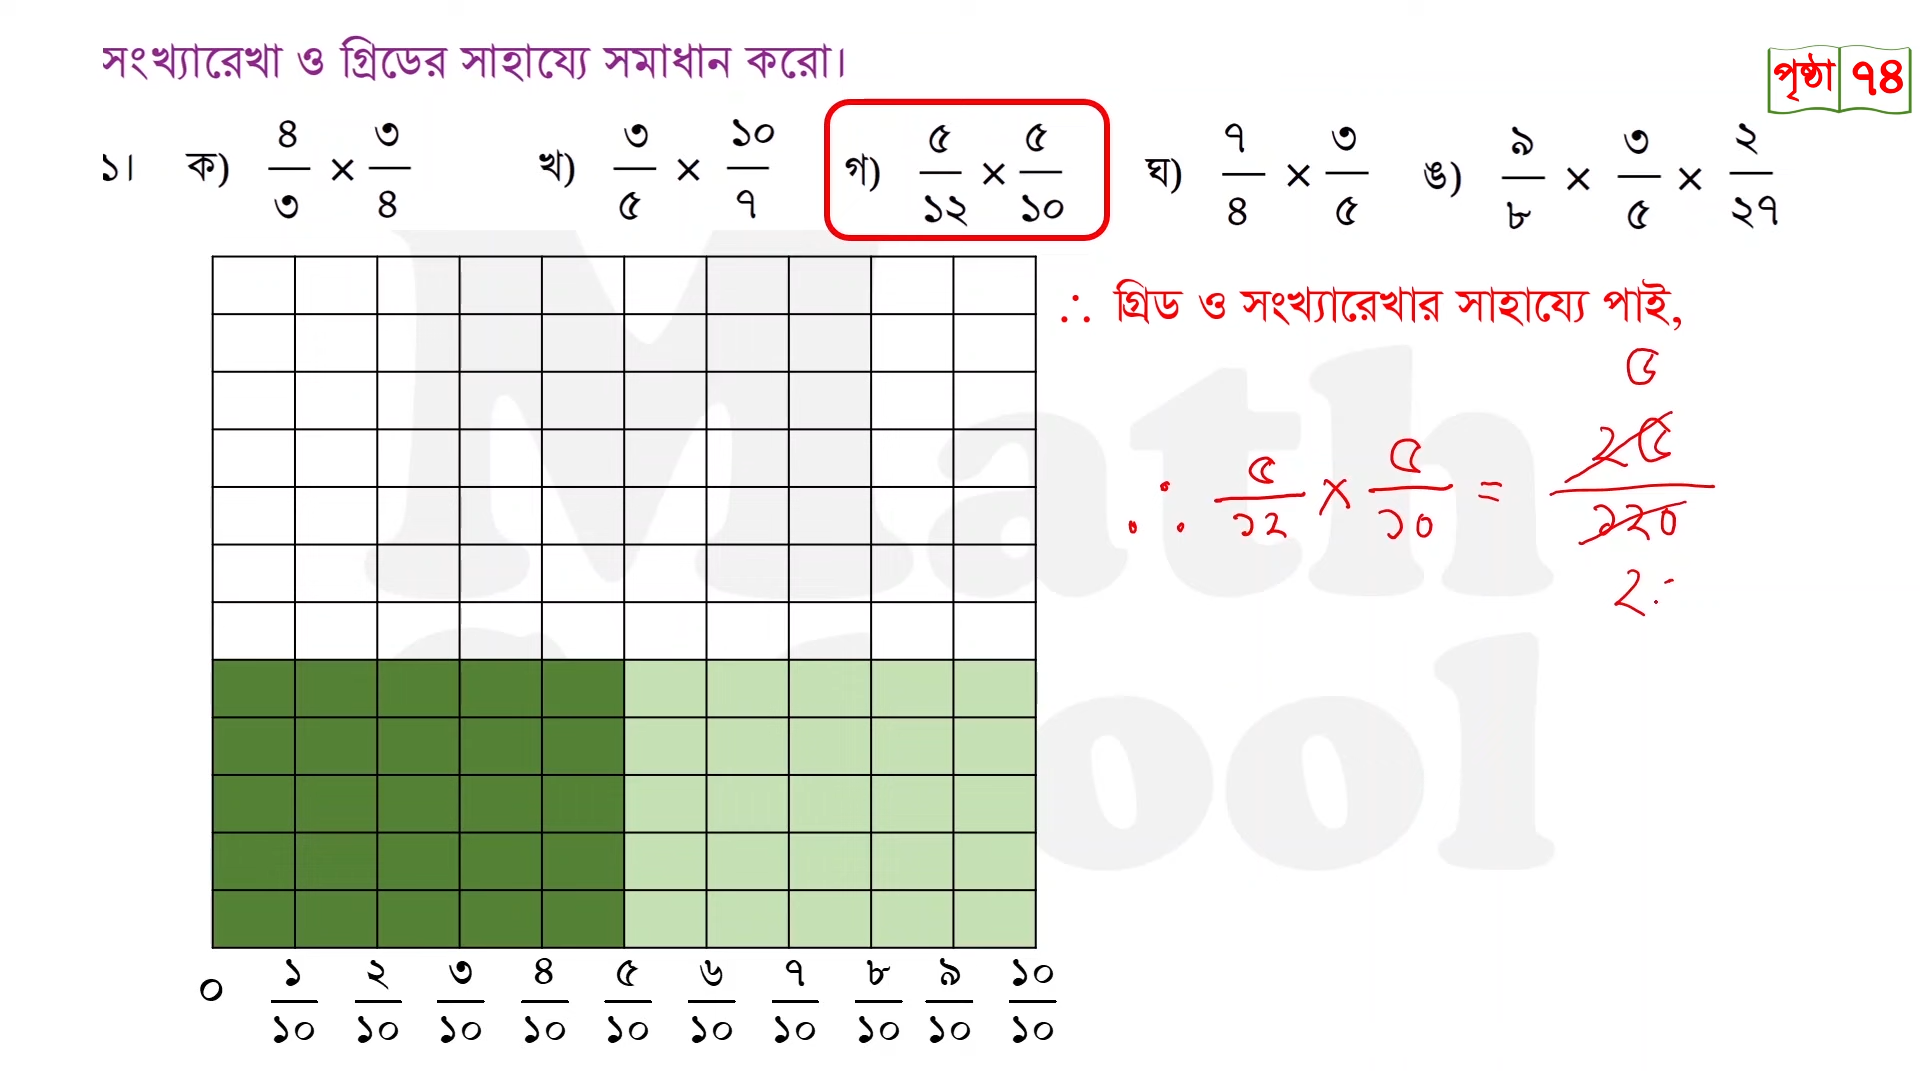 সংখ্যারেখা ও গ্রিডের সাহায্যে সমাধান করো।
পৃষ্ঠা ৭৪
১। ক) ৪/৩ × ৩/৪ খ) ৩/৫ × ১০/৭ গ) ৫/১২ × ৫/১০ ঘ) ৭/৪ × ৩/৫ ঙ) ৯/৮ × ৩/৫ × ২/২৭
∴ গ্রিড ও সংখ্যারেখার সাহায্যে পাই,
৫
∴ ৫/১২ × ৫/১০ = ২৫/১২০
২
Math
ool
০ ১/১০ ২/১০ ৩/১০ ৪/১০ ৫/১০ ৬/১০ ৭/১০ ৮/১০ ৯/১০ ১০/১০